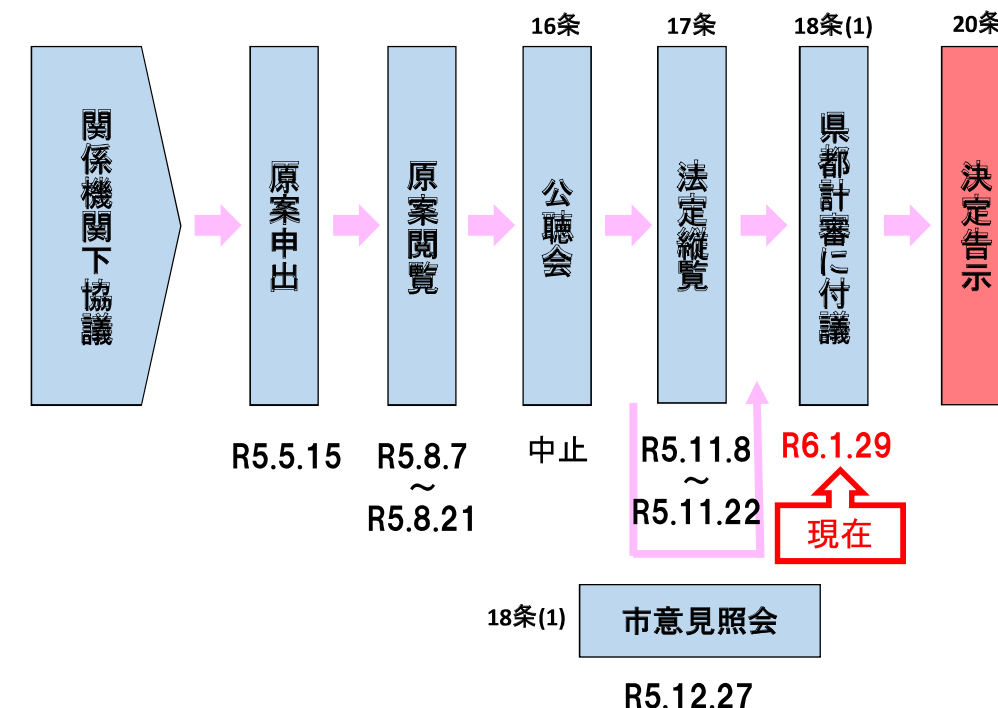 16条
17条
18条(1)
20条
関係機関下協議
原案申出
原案閲覧
公聴会
法定縦覧
県都計審に付議
決定告示
R5.5.15
R5.8.7
～
R5.8.21
中止
R5.11.8
～
R5.11.22
R6.1.29
現在
18条(1)
市意見照会
R5.12.27